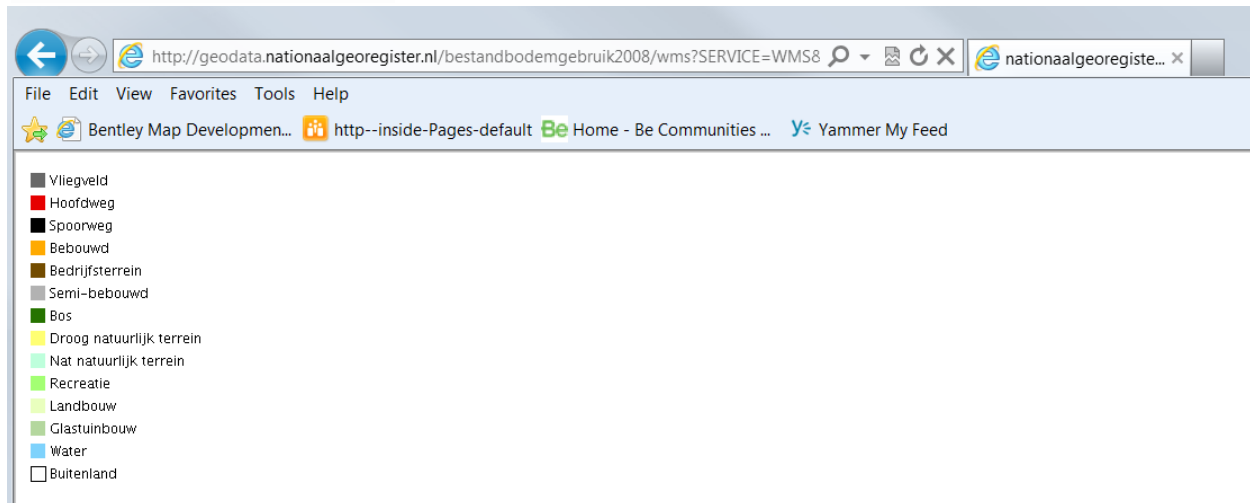 http://geodata.nationaalgeoregister.nl/bestandbodemgebruik2008/wms?SERVICE=WMS& nationaalgeoregiste...
File Edit View Favorites Tools Help
Bentley Map Developmen... http--inside-Pages-default Be Home - Be Communities ... Yammer My Feed
Vliegveld
Hoofdweg
Spoorweg
Bebouwd
Bedrijfsterrein
Semi-bebouwd
Bos
Droog natuurlijk terrein
Nat natuurlijk terrein
Recreatie
Landbouw
Glastuinbouw
Water
Buitenland